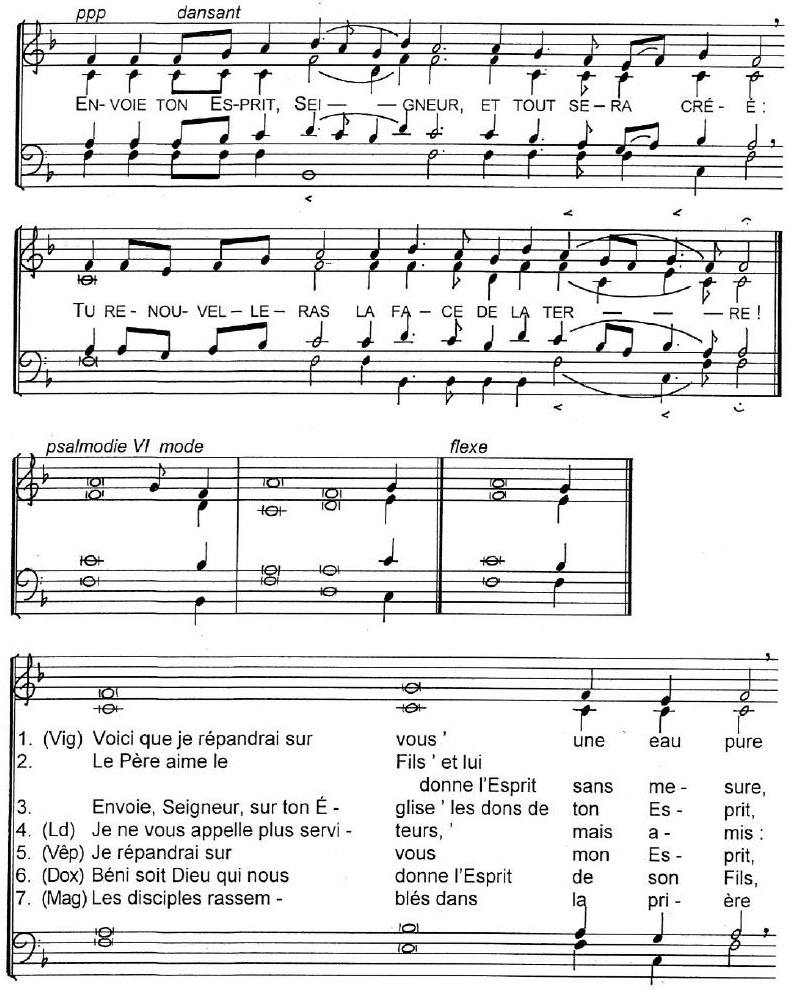 ppp dansant
EN- VOIE TON ES-PRIT, SEI — - GNEUR, ET TOUT SE – RA CRÉ - É :
TU RE - NOU- VEL – LE – RAS LA FA – CE DE LA TER — — — RE !
psalmodie VI mode flexe
1. (Vig) Voici que je répandrai sur vous ' une eau pure
2. Le Père aime le Fils ' et lui
donne l'Esprit sans me - sure,
3. Envoie, Seigneur, sur ton É - glise ' les dons de ton Es - prit,
4. (Ld) Je ne vous appelle plus servi - teurs, ' mais a - mis :
5. (Vêp) Je répandrai sur vous mon Es - prit,
6. (Dox) Béni soit Dieu qui nous donne l'Esprit de son Fils,
7. (Mag) Les disciples rassem - blés dans la pri - ère